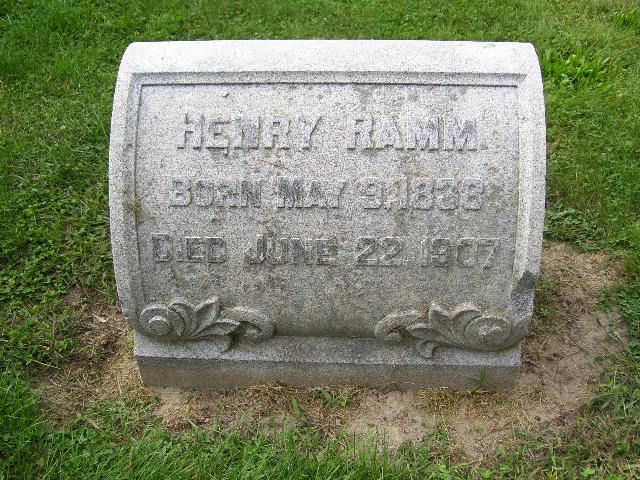 HENRY RAMM
BORN MAY 9, 1838
DIED JUNE 22, 1907